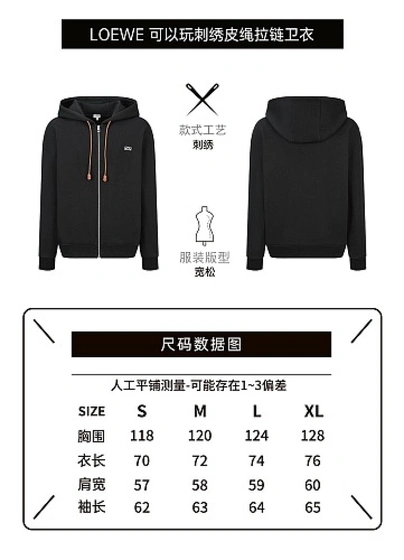 LOEWE 可以玩刺绣皮绳拉链卫衣
款式工艺
刺绣
服装版型
宽松
尺码数据图
人工平铺测量-可能存在1~3偏差
SIZE S M L XL
胸围 118 120 124 128
衣长 70 72 74 76
肩宽 57 58 59 60
袖长 62 63 64 65